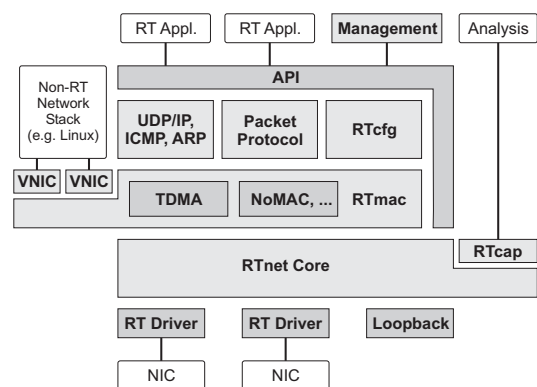 RT Appl.
RT Appl.
Management
Analysis
API
Non-RT
Network
Stack
(e.g. Linux)
UDP/IP,
ICMP, ARP
Packet
Protocol
RTcfg
VNIC
VNIC
TDMA
NoMAC, ...
RTmac
RTnet Core
RTcap
RT Driver
RT Driver
Loopback
NIC
NIC